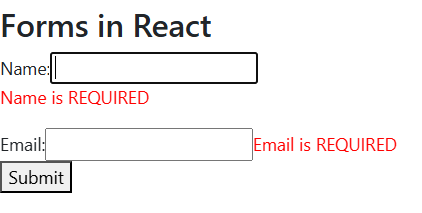 Forms in React
Name:
Name is REQUIRED
Email: Email is REQUIRED
Submit